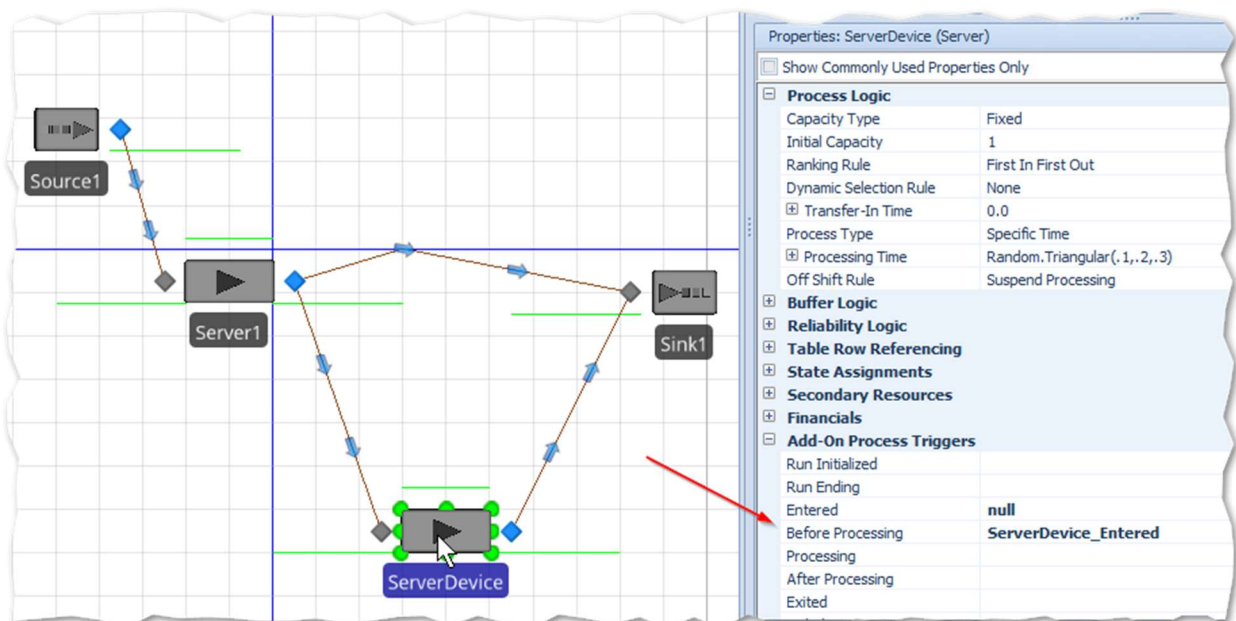 Source1
Server1
Sink1
ServerDevice
Properties: ServerDevice (Server)
Show Commonly Used Properties Only
Process Logic
Capacity Type Fixed
Initial Capacity 1
Ranking Rule First In First Out
Dynamic Selection Rule None
Transfer-In Time 0.0
Process Type Specific Time
Processing Time Random.Triangular(.1,.2,.3)
Off Shift Rule Suspend Processing
Buffer Logic
Reliability Logic
Table Row Referencing
State Assignments
Secondary Resources
Financials
Add-On Process Triggers
Run Initialized
Run Ending
Entered null
Before Processing ServerDevice_Entered
Processing
After Processing
Exited